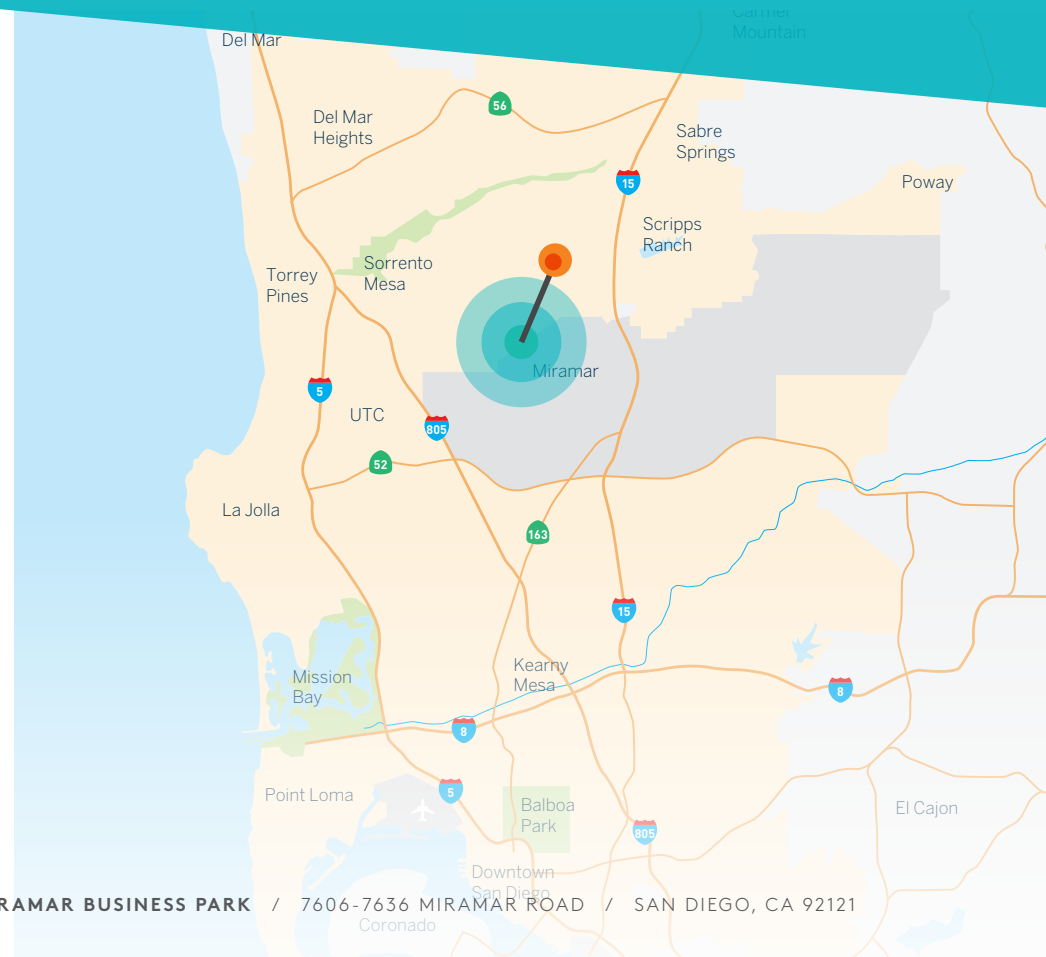 Carmel
Mountain
Del Mar
56
Del Mar
Heights
Sabre
Springs
15
Poway
Scripps
Ranch
Sorrento
Mesa
Torrey
Pines
Miramar
5
UTC
805
52
La Jolla
163
15
Kearny
Mesa
Mission
Bay
8
8
5
Point Loma
Balboa
Park
El Cajon
805
Downtown
San Diego
RAMAR BUSINESS PARK / 7606-7636 MIRAMAR ROAD / SAN DIEGO, CA 92121
Coronado